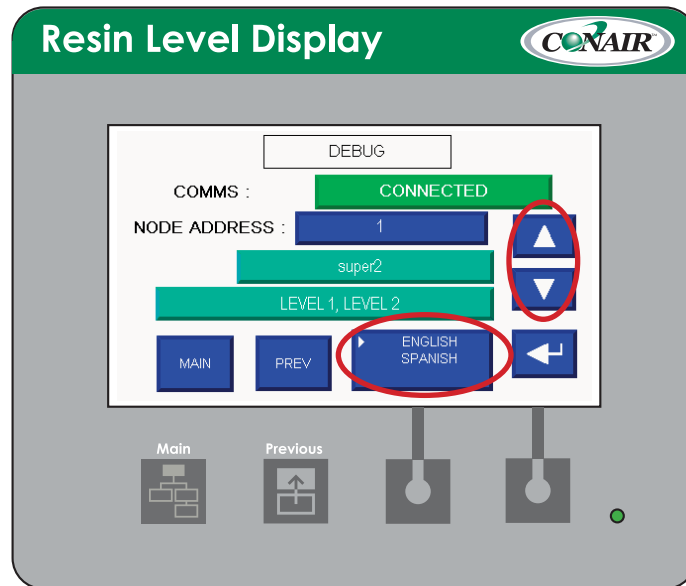 Resin Level Display
CONAIR
DEBUG
COMMS : CONNECTED
NODE ADDRESS : 1
super2
LEVEL 1, LEVEL 2
MAIN PREV ENGLISH
SPANISH
Main Previous